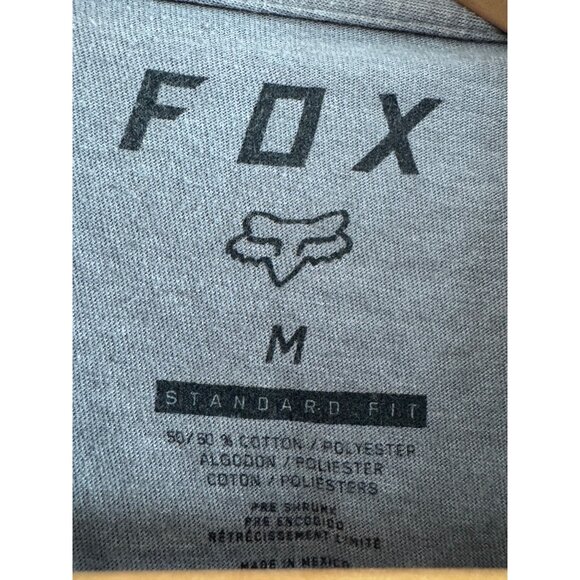 FOX
M
STANDARD FIT
50/50 % COTTON / POLYESTER
ALGODON / POLIESTER
COTON / POLIESTERS
PRE SHRUNK
PRE ENCOGIDO
RÉTRÉCISSEMENT LIMITÉ
MADE IN MEXICO